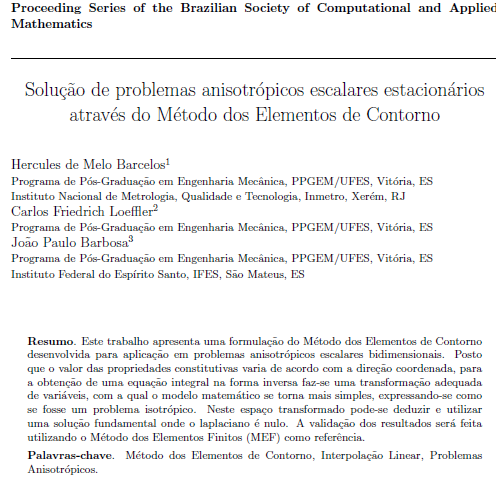 Proceeding Series of the Brazilian Society of Computational and Applied
Mathematics
Solução de problemas anisotrópicos escalares estacionários
através do Método dos Elementos de Contorno
Hercules de Melo Barcelos¹
Programa de Pós-Graduação em Engenharia Mecânica, PPGEM/UFES, Vitória, ES
Instituto Nacional de Metrologia, Qualidade e Tecnologia, Inmetro, Xerém, RJ
Carlos Friedrich Loeffler²
Programa de Pós-Graduação em Engenharia Mecânica, PPGEM/UFES, Vitória, ES
João Paulo Barbosa³
Programa de Pós-Graduação em Engenharia Mecânica, PPGEM/UFES, Vitória, ES
Instituto Federal do Espírito Santo, IFES, São Mateus, ES
Resumo. Este trabalho apresenta uma formulação do Método dos Elementos de Contorno
desenvolvida para aplicação em problemas anisotrópicos escalares bidimensionais. Posto
que o valor das propriedades constitutivas varia de acordo com a direção coordenada, para
a obtenção de uma equação integral na forma inversa faz-se uma transformação adequada
de variáveis, com a qual o modelo matemático se torna mais simples, expressando-se como
se fosse um problema isotrópico. Neste espaço transformado pode-se deduzir e utilizar
uma solução fundamental onde o laplaciano é nulo. A validação dos resultados será feita
utilizando o Método dos Elementos Finitos (MEF) como referência.
Palavras-chave. Método dos Elementos de Contorno, Interpolação Linear, Problemas
Anisotrópicos.